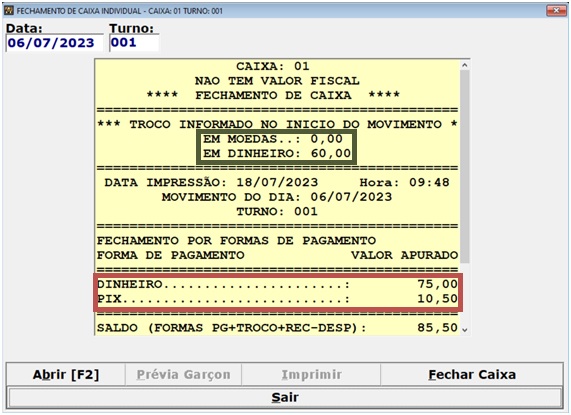 FECHAMENTO DE CAIXA INDIVIDUAL - CAIXA: 01 TURNO: 001
Data: Turno:
06/07/2023 001
CAIXA: 01
NAO TEM VALOR FISCAL
**** FECHAMENTO DE CAIXA ****
==================================================
*** TROCO INFORMADO NO INICIO DO MOVIMENTO *
EM MOEDAS..: 0,00
EM DINHEIRO: 60,00
==================================================
DATA IMPRESSÃO: 18/07/2023 Hora: 09:48
MOVIMENTO DO DIA: 06/07/2023
TURNO: 001
==================================================
FECHAMENTO POR FORMAS DE PAGAMENTO
FORMA DE PAGAMENTO VALOR APURADO
==================================================
DINHEIRO......................: 75,00
PIX...........................: 10,50
==================================================
SALDO (FORMAS PG+TROCO+REC-DESP): 85,50
Abrir [F2] Prévia Garçon Imprimir Fechar Caixa
Sair